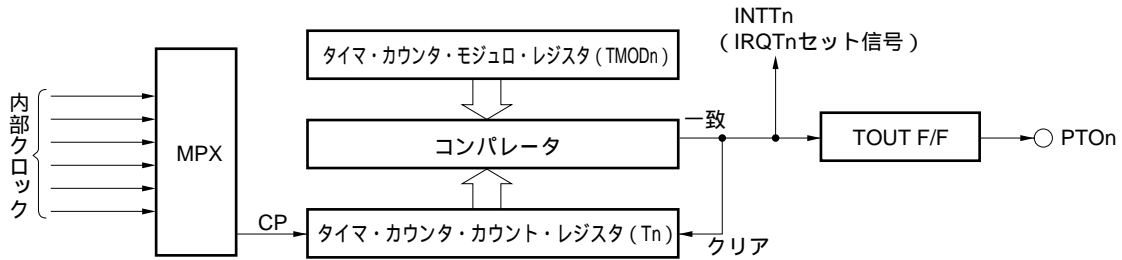 INTTn
(IRQTnセット信号)
タイマ・カウンタ・モジュロ・レジスタ(TMODn)
内部クロック
MPX
コンパレータ
一致
TOUT F/F
PTOn
CP
タイマ・カウンタ・カウント・レジスタ(Tn)
クリア